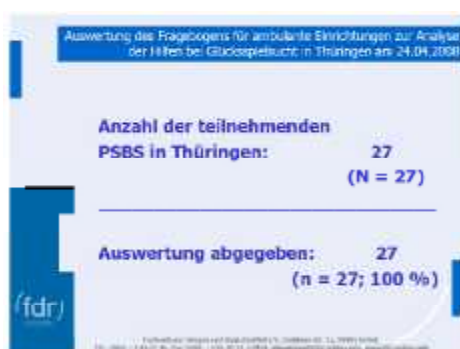 Auswertung des Fragebogens für ambulante Einrichtungen zur Analyse
der Hilfen bei Glücksspielsucht in Thüringen am 24.04.2008
Anzahl der teilnehmenden
PSBS in Thüringen: 27
(N = 27)
Auswertung abgegeben: 27
(n = 27; 100 %)
(fdr)